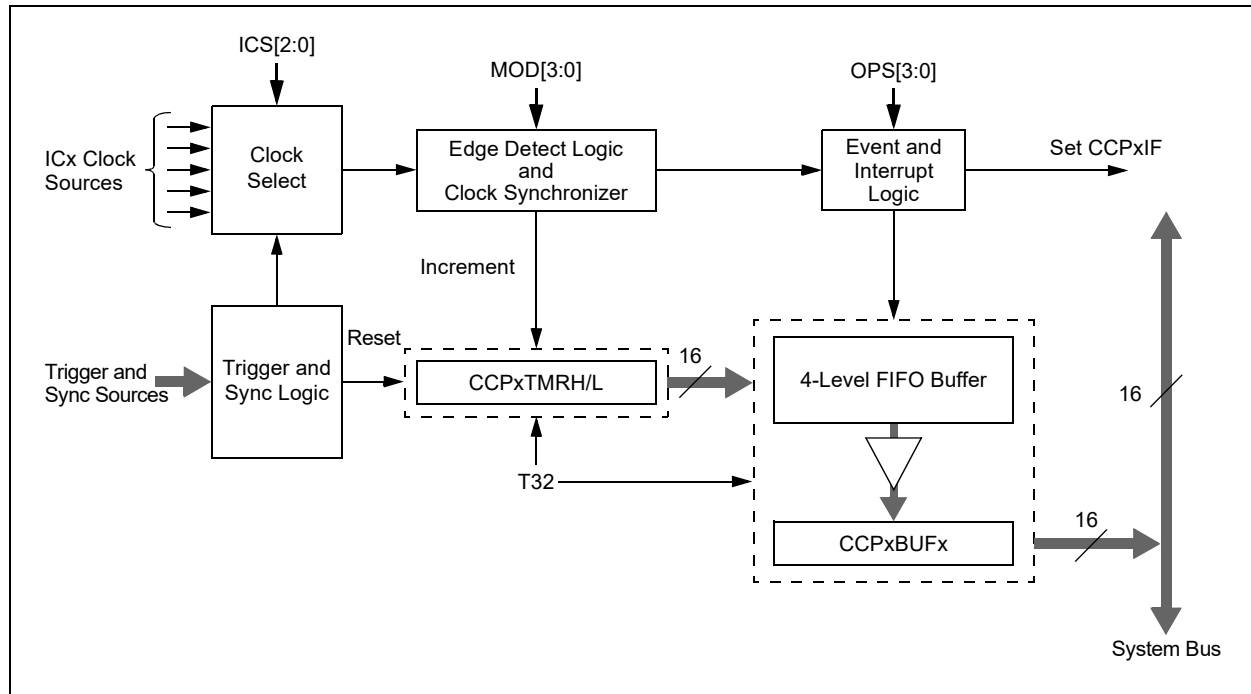 ICS[2:0]
MOD[3:0]
OPS[3:0]
ICx Clock
Sources
Clock
Select
Edge Detect Logic
and
Clock Synchronizer
Event and
Interrupt
Logic
Set CCPxIF
Increment
Trigger and
Sync Sources
Trigger and
Sync Logic
Reset
CCPxTMRH/L
16
4-Level FIFO Buffer
16
T32
CCPxBUFx
16
System Bus